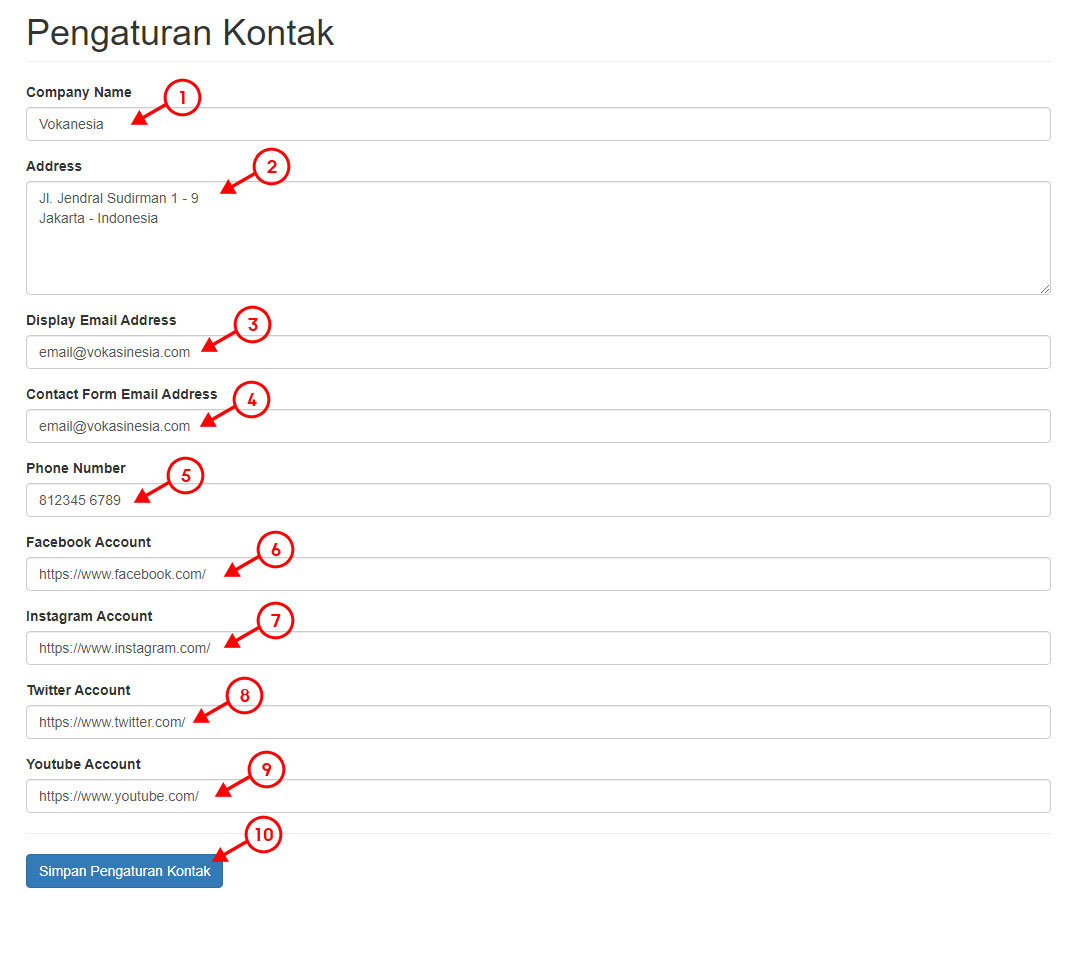 Pengaturan Kontak
Company Name
1
Vokanesia
Address
2
Jl. Jendral Sudirman 1 - 9
Jakarta - Indonesia
Display Email Address
3
email@vokasinesia.com
Contact Form Email Address
4
email@vokasinesia.com
Phone Number
5
812345 6789
Facebook Account
6
https://www.facebook.com/
Instagram Account
7
https://www.instagram.com/
Twitter Account
8
https://www.twitter.com/
Youtube Account
9
https://www.youtube.com/
10
Simpan Pengaturan Kontak